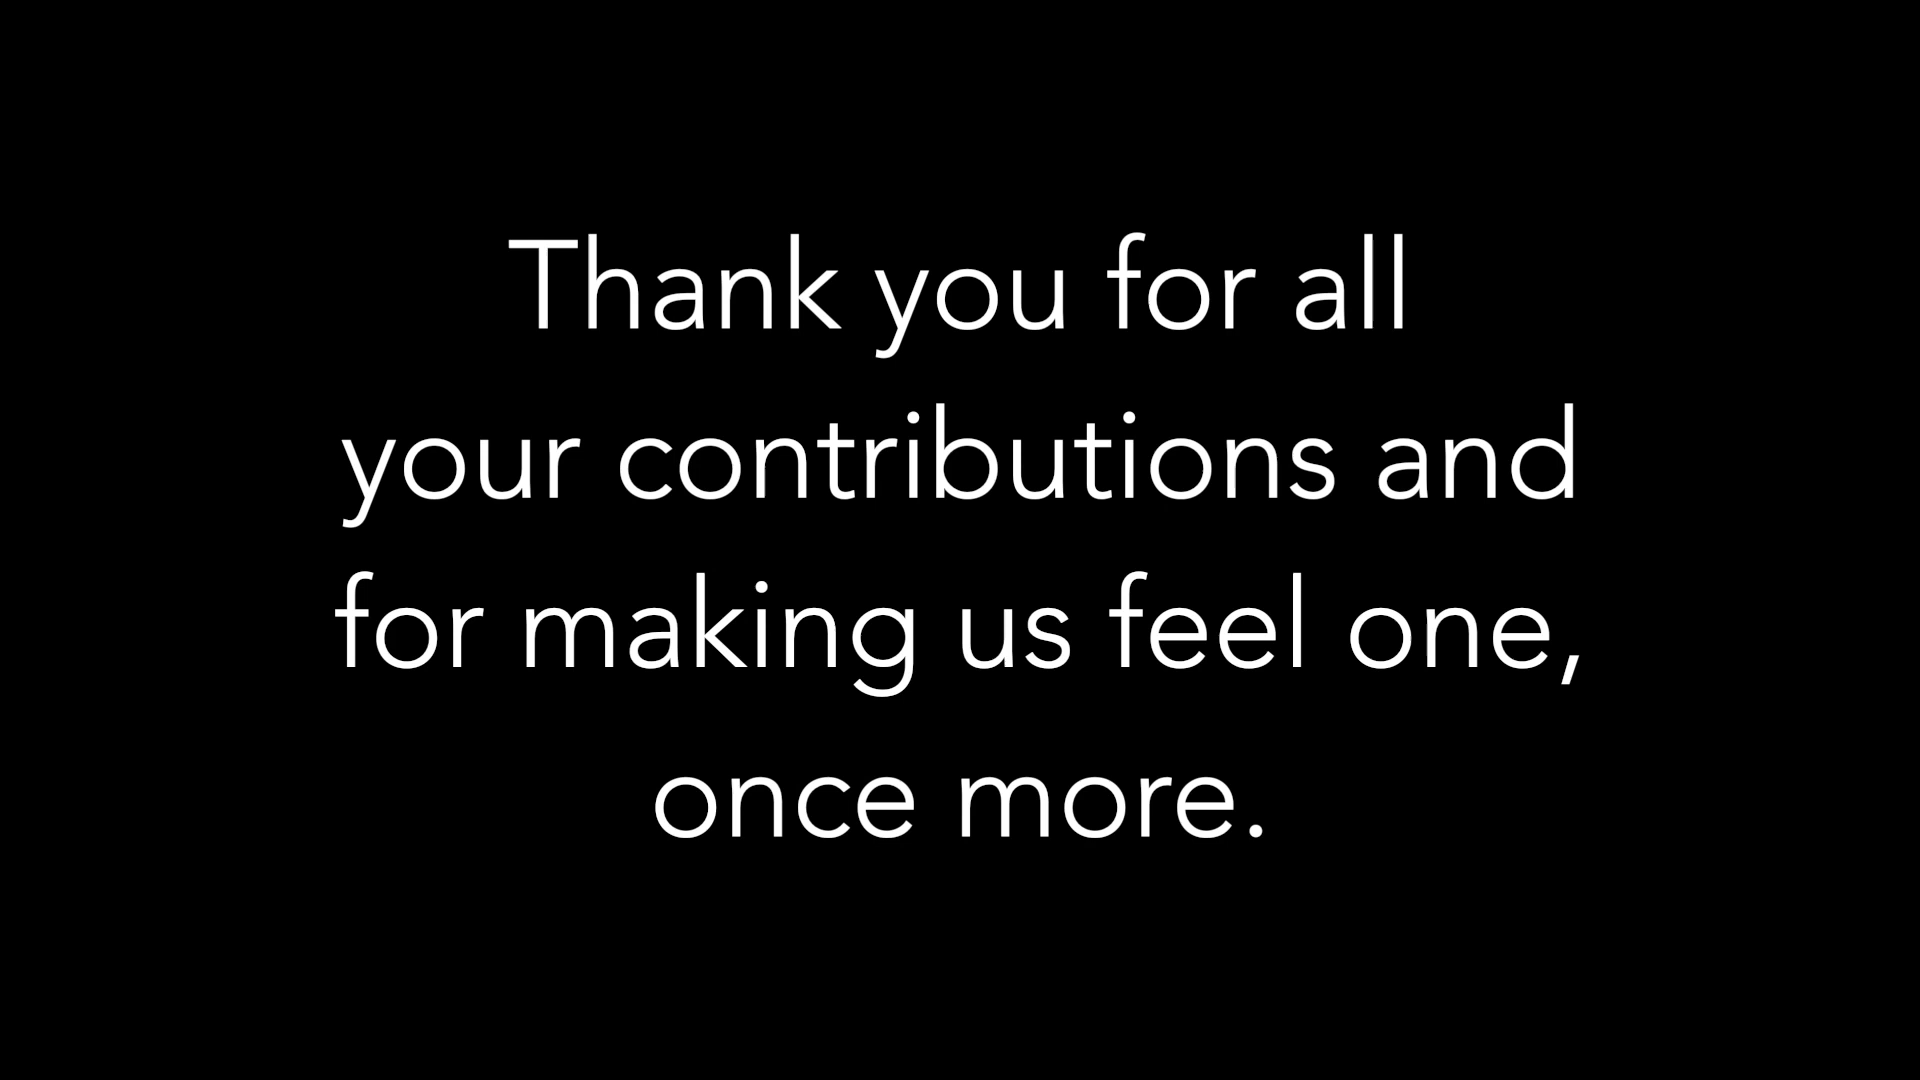 Thank you for all
your contributions and
for making us feel one,
once more.